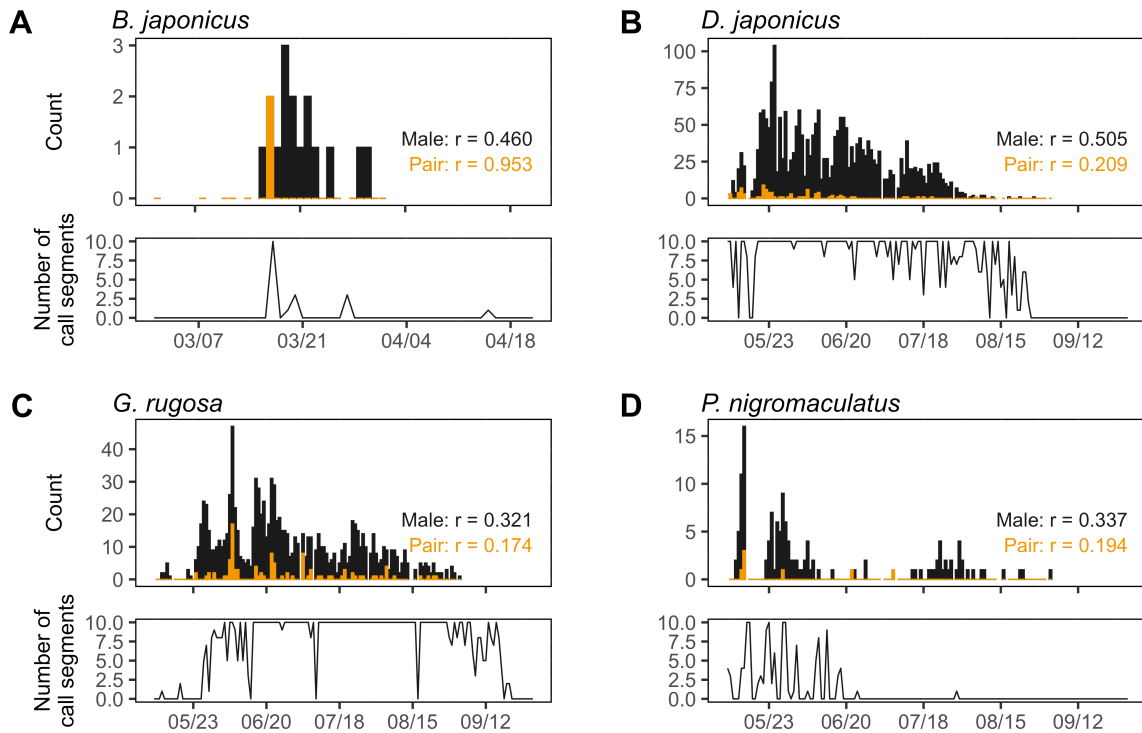 A
B. japonicus
Count
3
2
1
0
Male: r = 0.460
Pair: r = 0.953
Number of
call segments
10.0
7.5
5.0
2.5
0.0
03/07
03/21
04/04
04/18
B
D. japonicus
100
75
50
25
0
Male: r = 0.505
Pair: r = 0.209
10.0
7.5
5.0
2.5
0.0
05/23
06/20
07/18
08/15
09/12
C
G. rugosa
Count
40
30
20
10
0
Male: r = 0.321
Pair: r = 0.174
Number of
call segments
10.0
7.5
5.0
2.5
0.0
05/23
06/20
07/18
08/15
09/12
D
P. nigromaculatus
15
10
5
0
Male: r = 0.337
Pair: r = 0.194
10.0
7.5
5.0
2.5
0.0
05/23
06/20
07/18
08/15
09/12